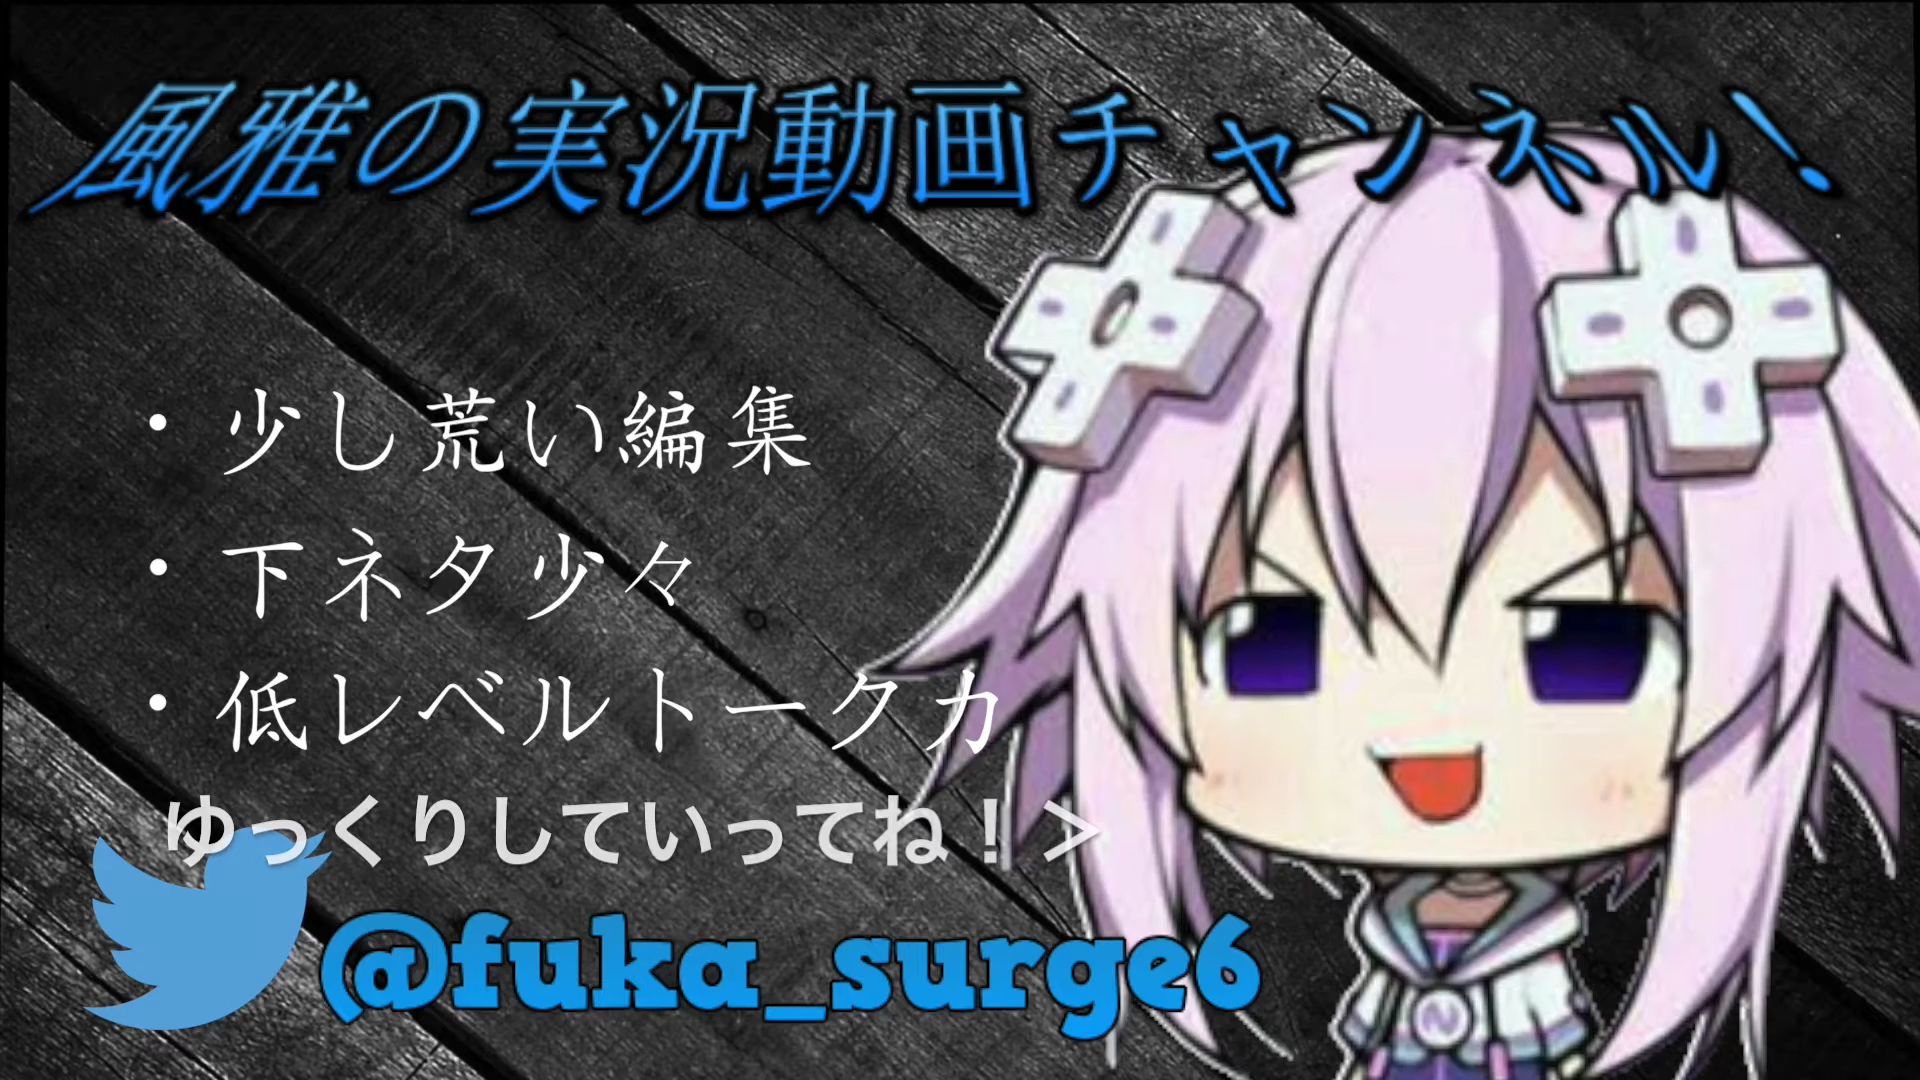 風雅の実況動画チャンネル!
・少し荒い編集
・下ネタ少々
・低レベルトーク力
ゆっくりしていってね！＞
@fuka_surge6
N